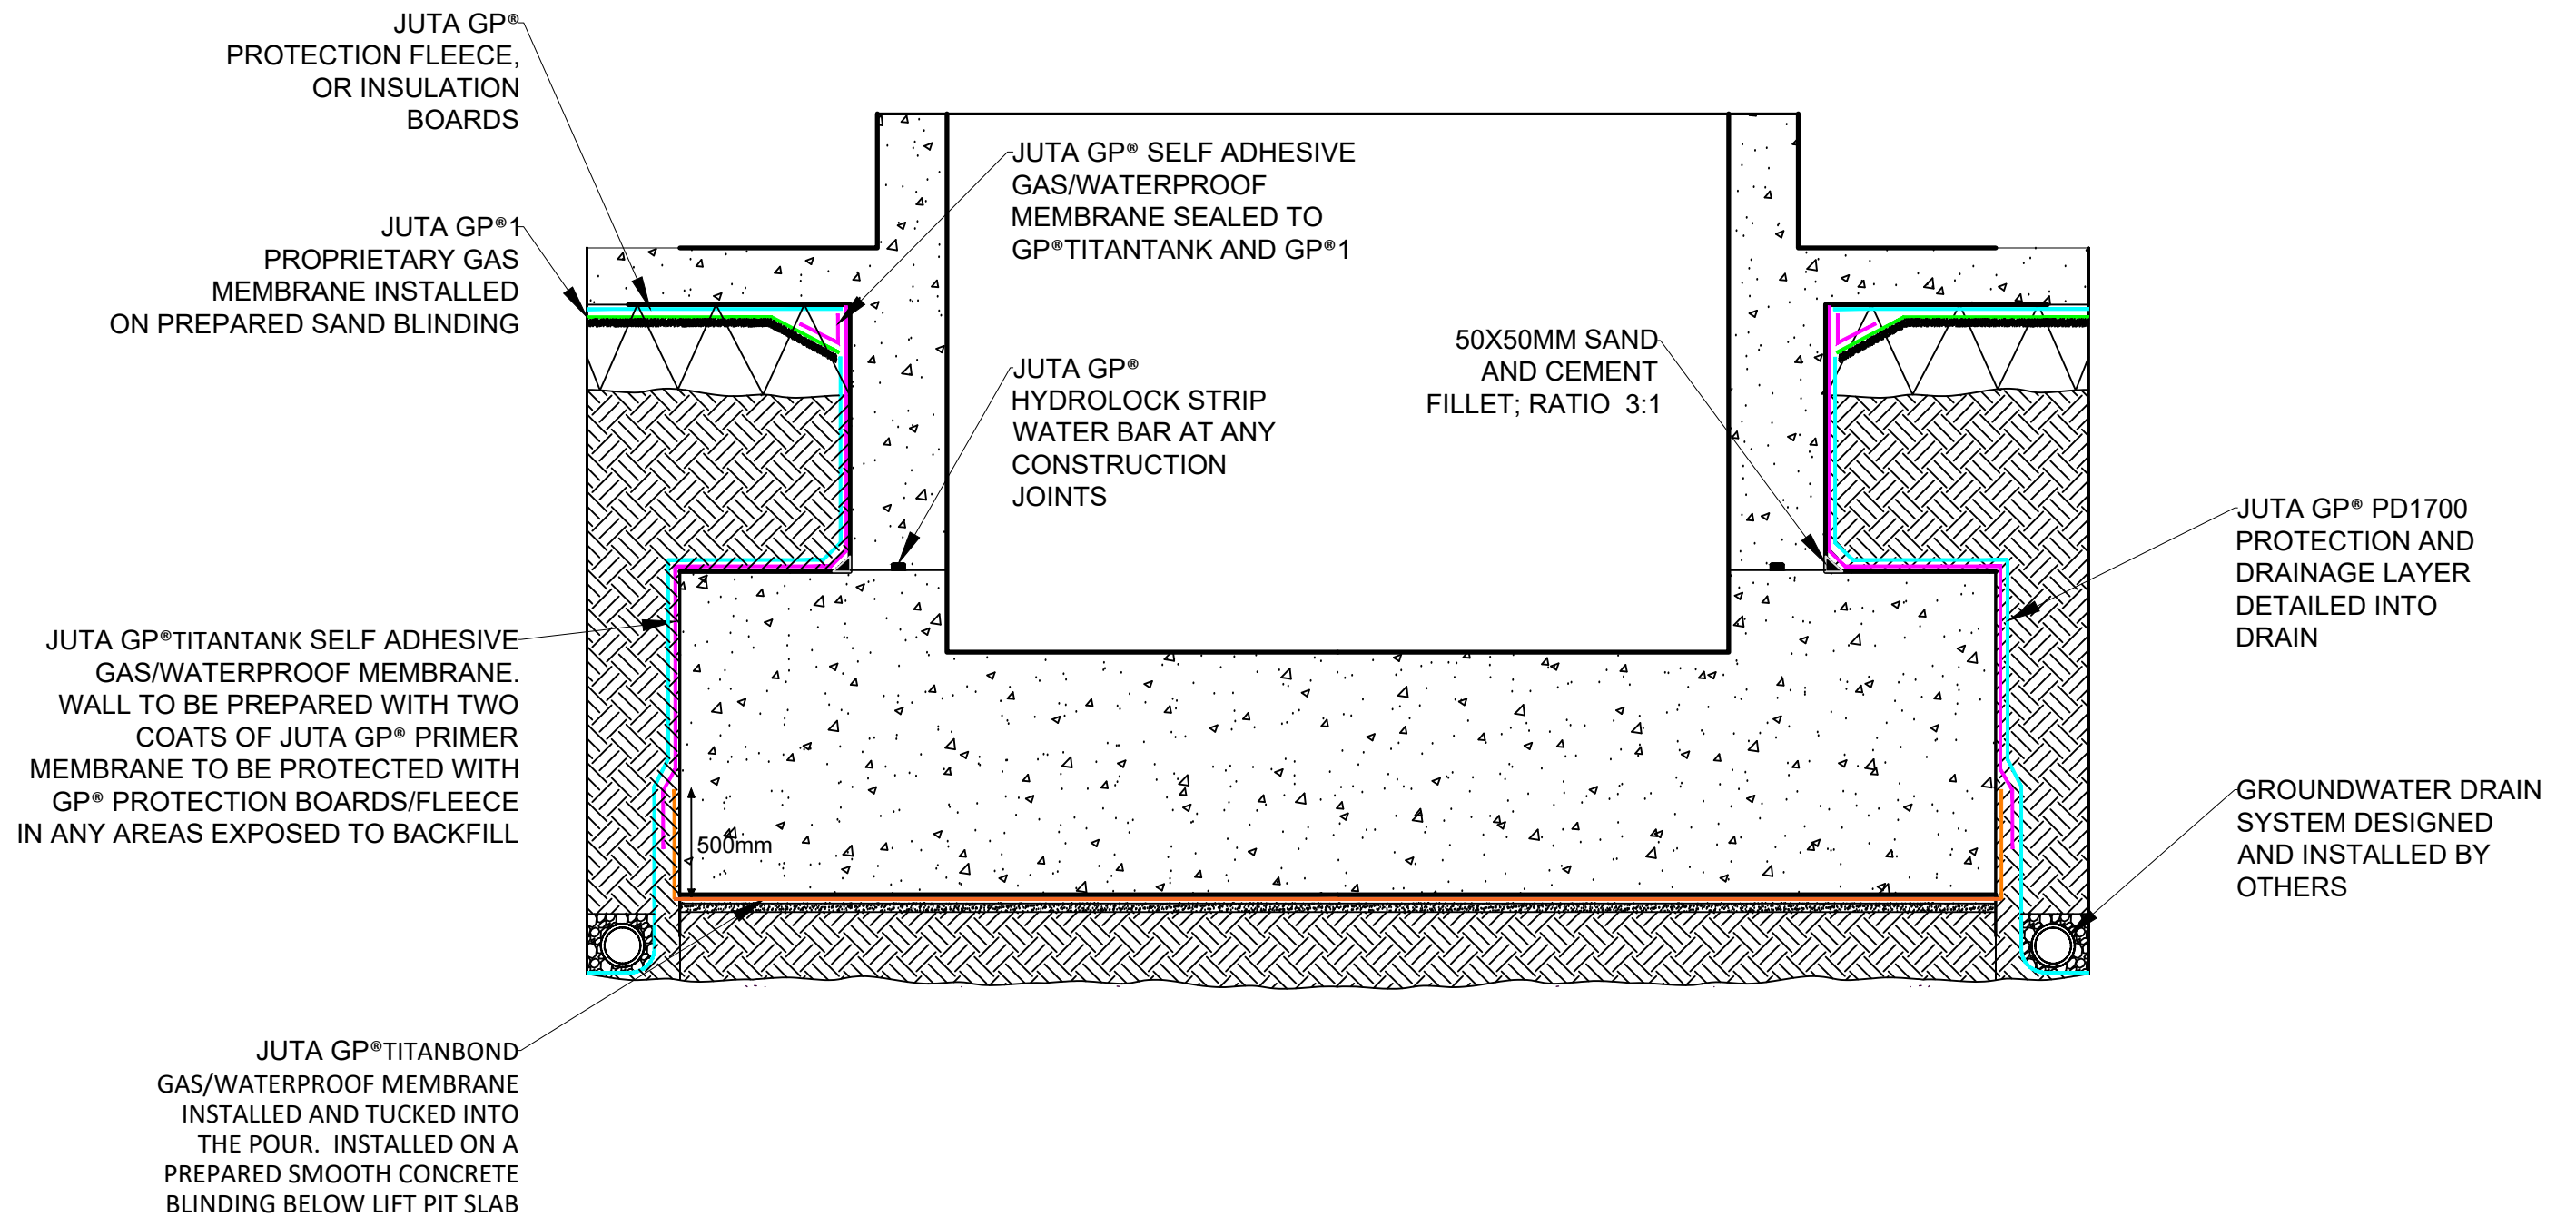 JUTA GP®
PROTECTION FLEECE,
OR INSULATION
BOARDS
JUTA GP®1
PROPRIETARY GAS
MEMBRANE INSTALLED
ON PREPARED SAND BLINDING
JUTA GP® SELF ADHESIVE
GAS/WATERPROOF
MEMBRANE SEALED TO
GP®TITANTANK AND GP®1
JUTA GP®
HYDROLOCK STRIP
WATER BAR AT ANY
CONSTRUCTION
JOINTS
50X50MM SAND
AND CEMENT
FILLET; RATIO 3:1
JUTA GP® PD1700
PROTECTION AND
DRAINAGE LAYER
DETAILED INTO
DRAIN
JUTA GP®TITANTANK SELF ADHESIVE
GAS/WATERPROOF MEMBRANE.
WALL TO BE PREPARED WITH TWO
COATS OF JUTA GP® PRIMER
MEMBRANE TO BE PROTECTED WITH
GP® PROTECTION BOARDS/FLEECE
IN ANY AREAS EXPOSED TO BACKFILL
500mm
GROUNDWATER DRAIN
SYSTEM DESIGNED
AND INSTALLED BY
OTHERS
JUTA GP®TITANBOND
GAS/WATERPROOF MEMBRANE
INSTALLED AND TUCKED INTO
THE POUR. INSTALLED ON A
PREPARED SMOOTH CONCRETE
BLINDING BELOW LIFT PIT SLAB